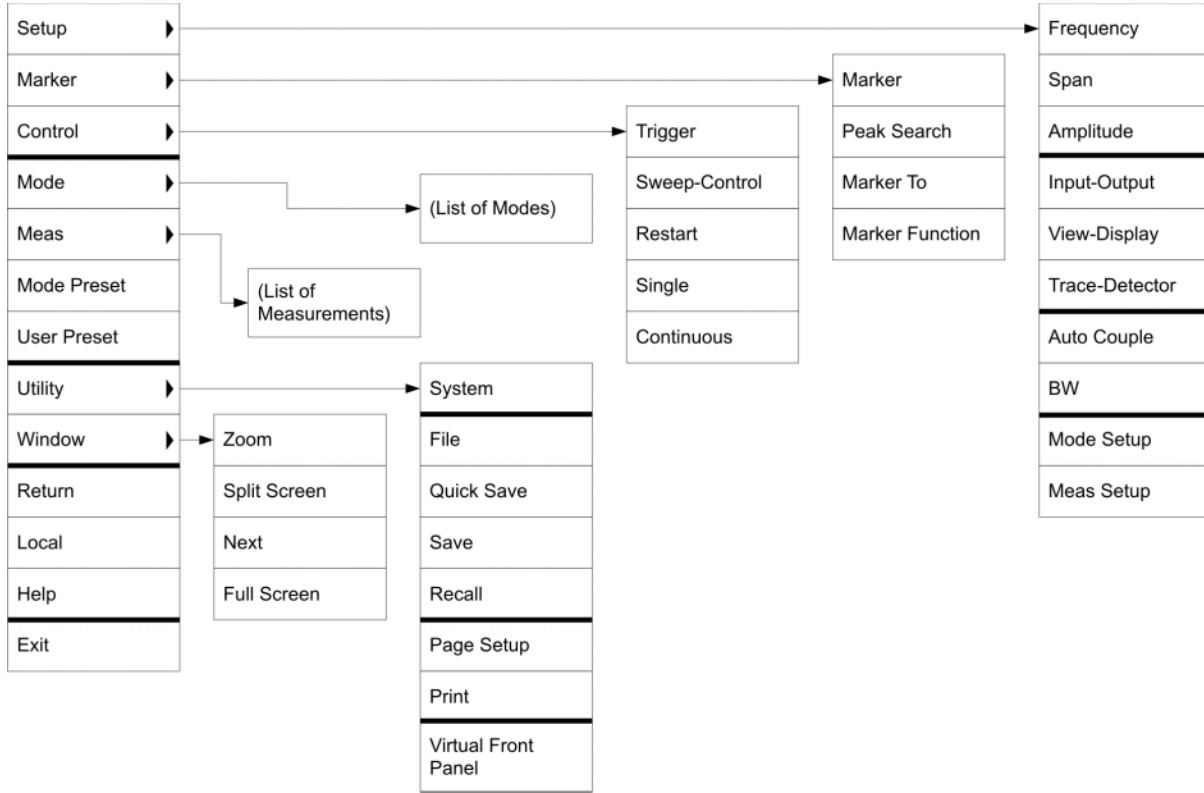 Setup
Marker
Control
Mode
Meas
Mode Preset
User Preset
Utility
Window
Return
Local
Help
Exit
(List of
Measurements)
Zoom
Split Screen
Next
Full Screen
(List of Modes)
System
File
Quick Save
Save
Recall
Page Setup
Print
Virtual Front
Panel
Trigger
Sweep-Control
Restart
Single
Continuous
Marker
Peak Search
Marker To
Marker Function
Frequency
Span
Amplitude
Input-Output
View-Display
Trace-Detector
Auto Couple
BW
Mode Setup
Meas Setup